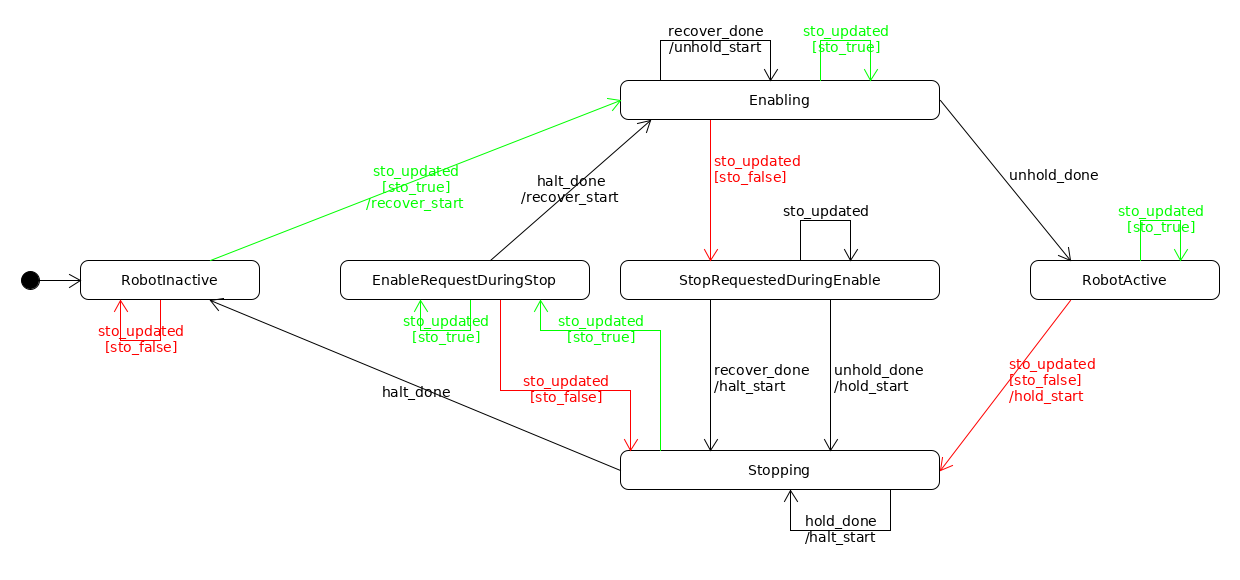 recover_done
/unhold_start
sto_updated
[sto_true]
Enabling
sto_updated
[sto_false]
sto_updated
[sto_true]
/recover_start
halt_done
/recover_start
unhold_done
sto_updated
sto_updated
[sto_true]
RobotInactive
EnableRequestDuringStop
StopRequestedDuringEnable
RobotActive
sto_updated
[sto_false]
sto_updated
[sto_true]
sto_updated
[sto_true]
recover_done
/halt_start
unhold_done
/hold_start
sto_updated
[sto_false]
/hold_start
sto_updated
[sto_false]
halt_done
Stopping
hold_done
/halt_start